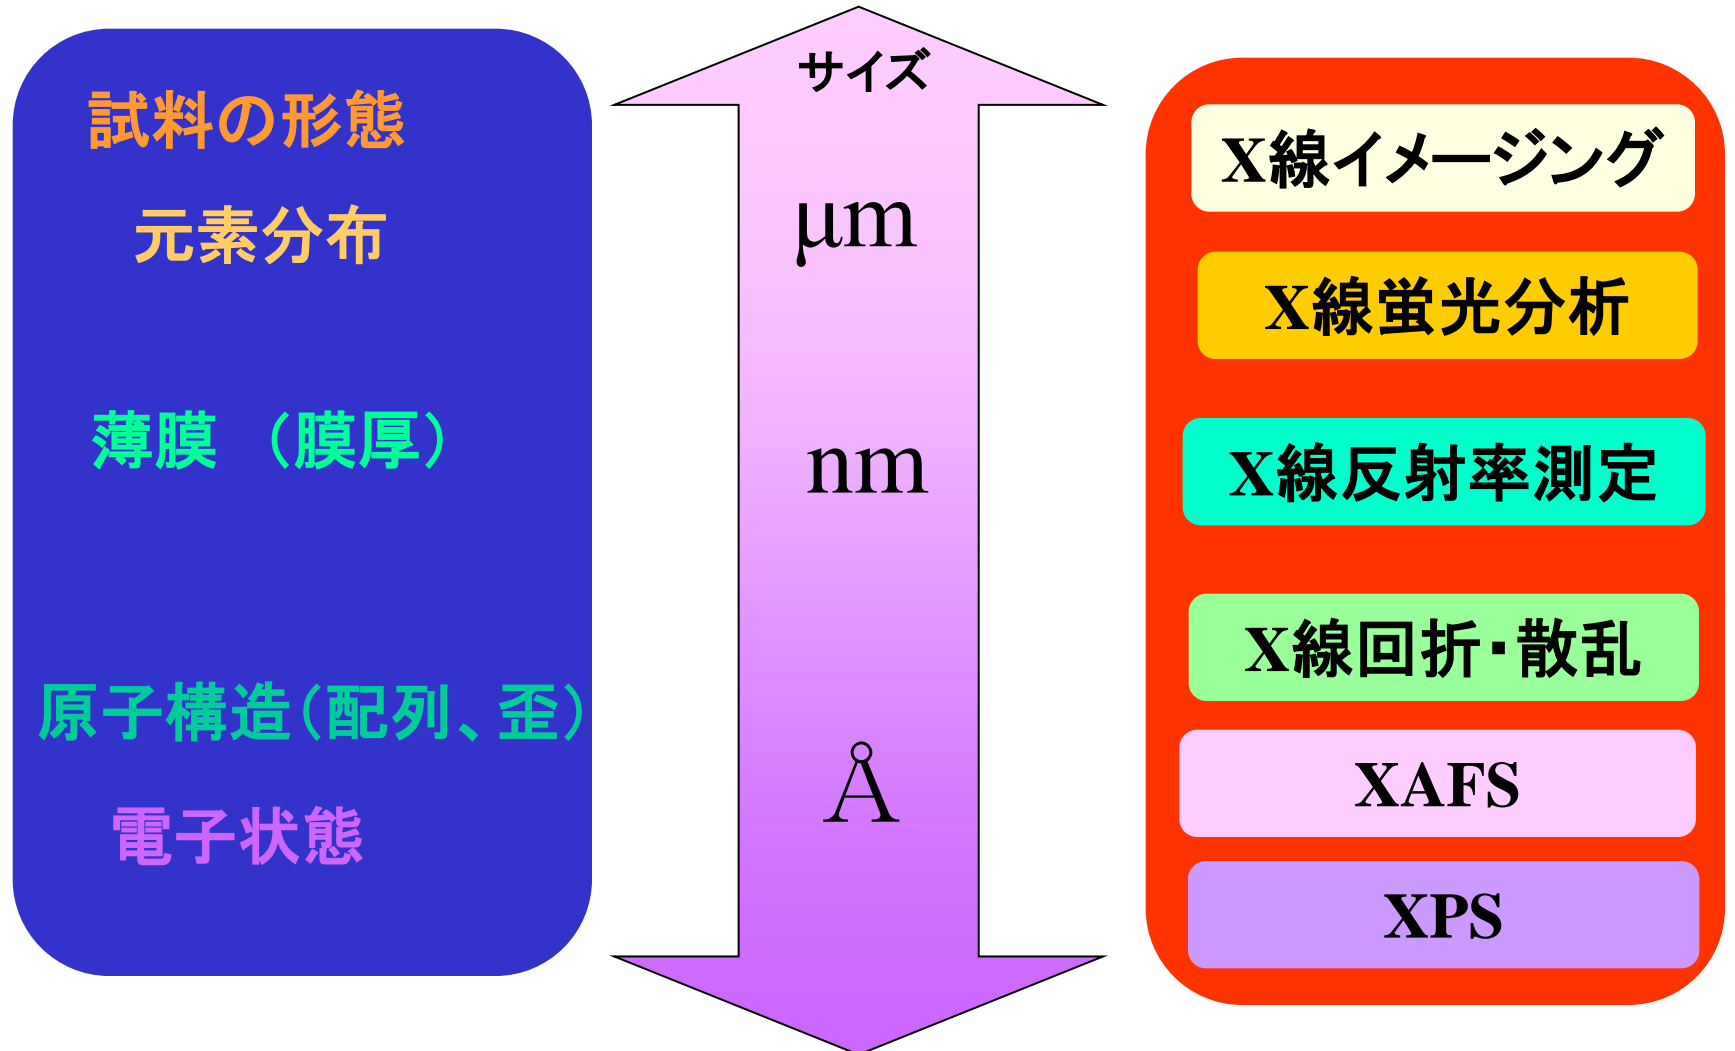 試料の形態
元素分布
薄膜 （膜厚）
原子構造（配列、歪）
電子状態
サイズ
μm
nm
Å
X線イメージング
X線蛍光分析
X線反射率測定
X線回折・散乱
XAFS
XPS